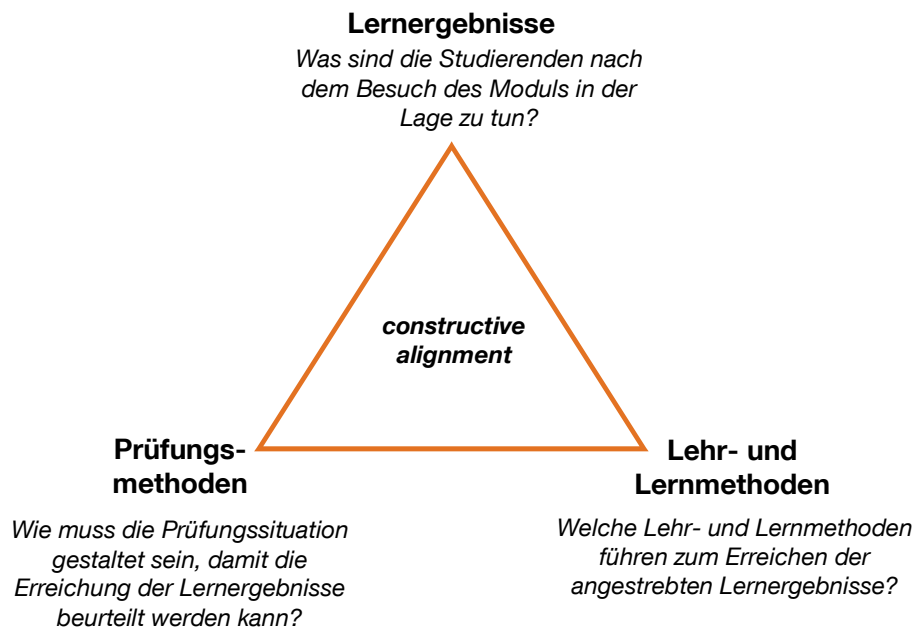 Lernergebnisse
Was sind die Studierenden nach
dem Besuch des Moduls in der
Lage zu tun?
constructive
alignment
Prüfungs-
methoden
Wie muss die Prüfungssituation
gestaltet sein, damit die
Erreichung der Lernergebnisse
beurteilt werden kann?
Lehr- und
Lernmethoden
Welche Lehr- und Lernmethoden
führen zum Erreichen der
angestrebten Lernergebnisse?